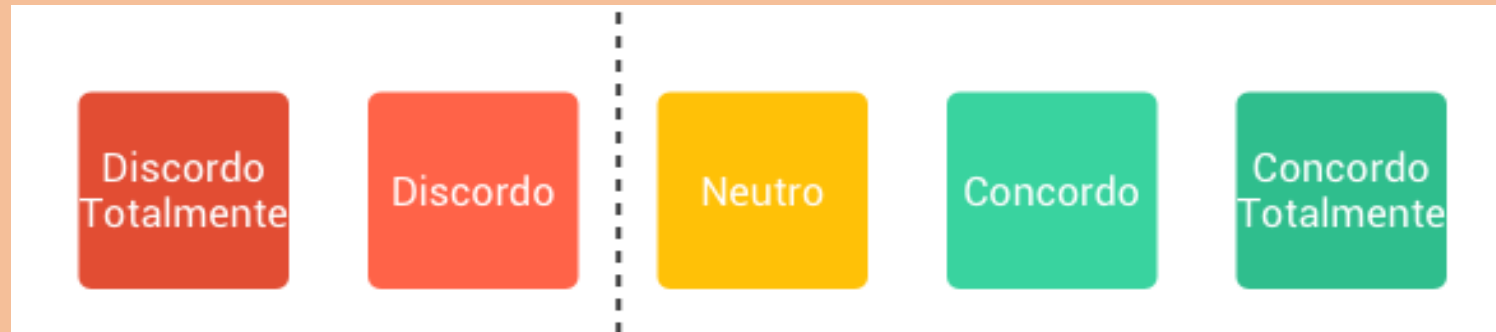 Discordo
Totalmente
Discordo
Neutro
Concordo
Concordo
Totalmente